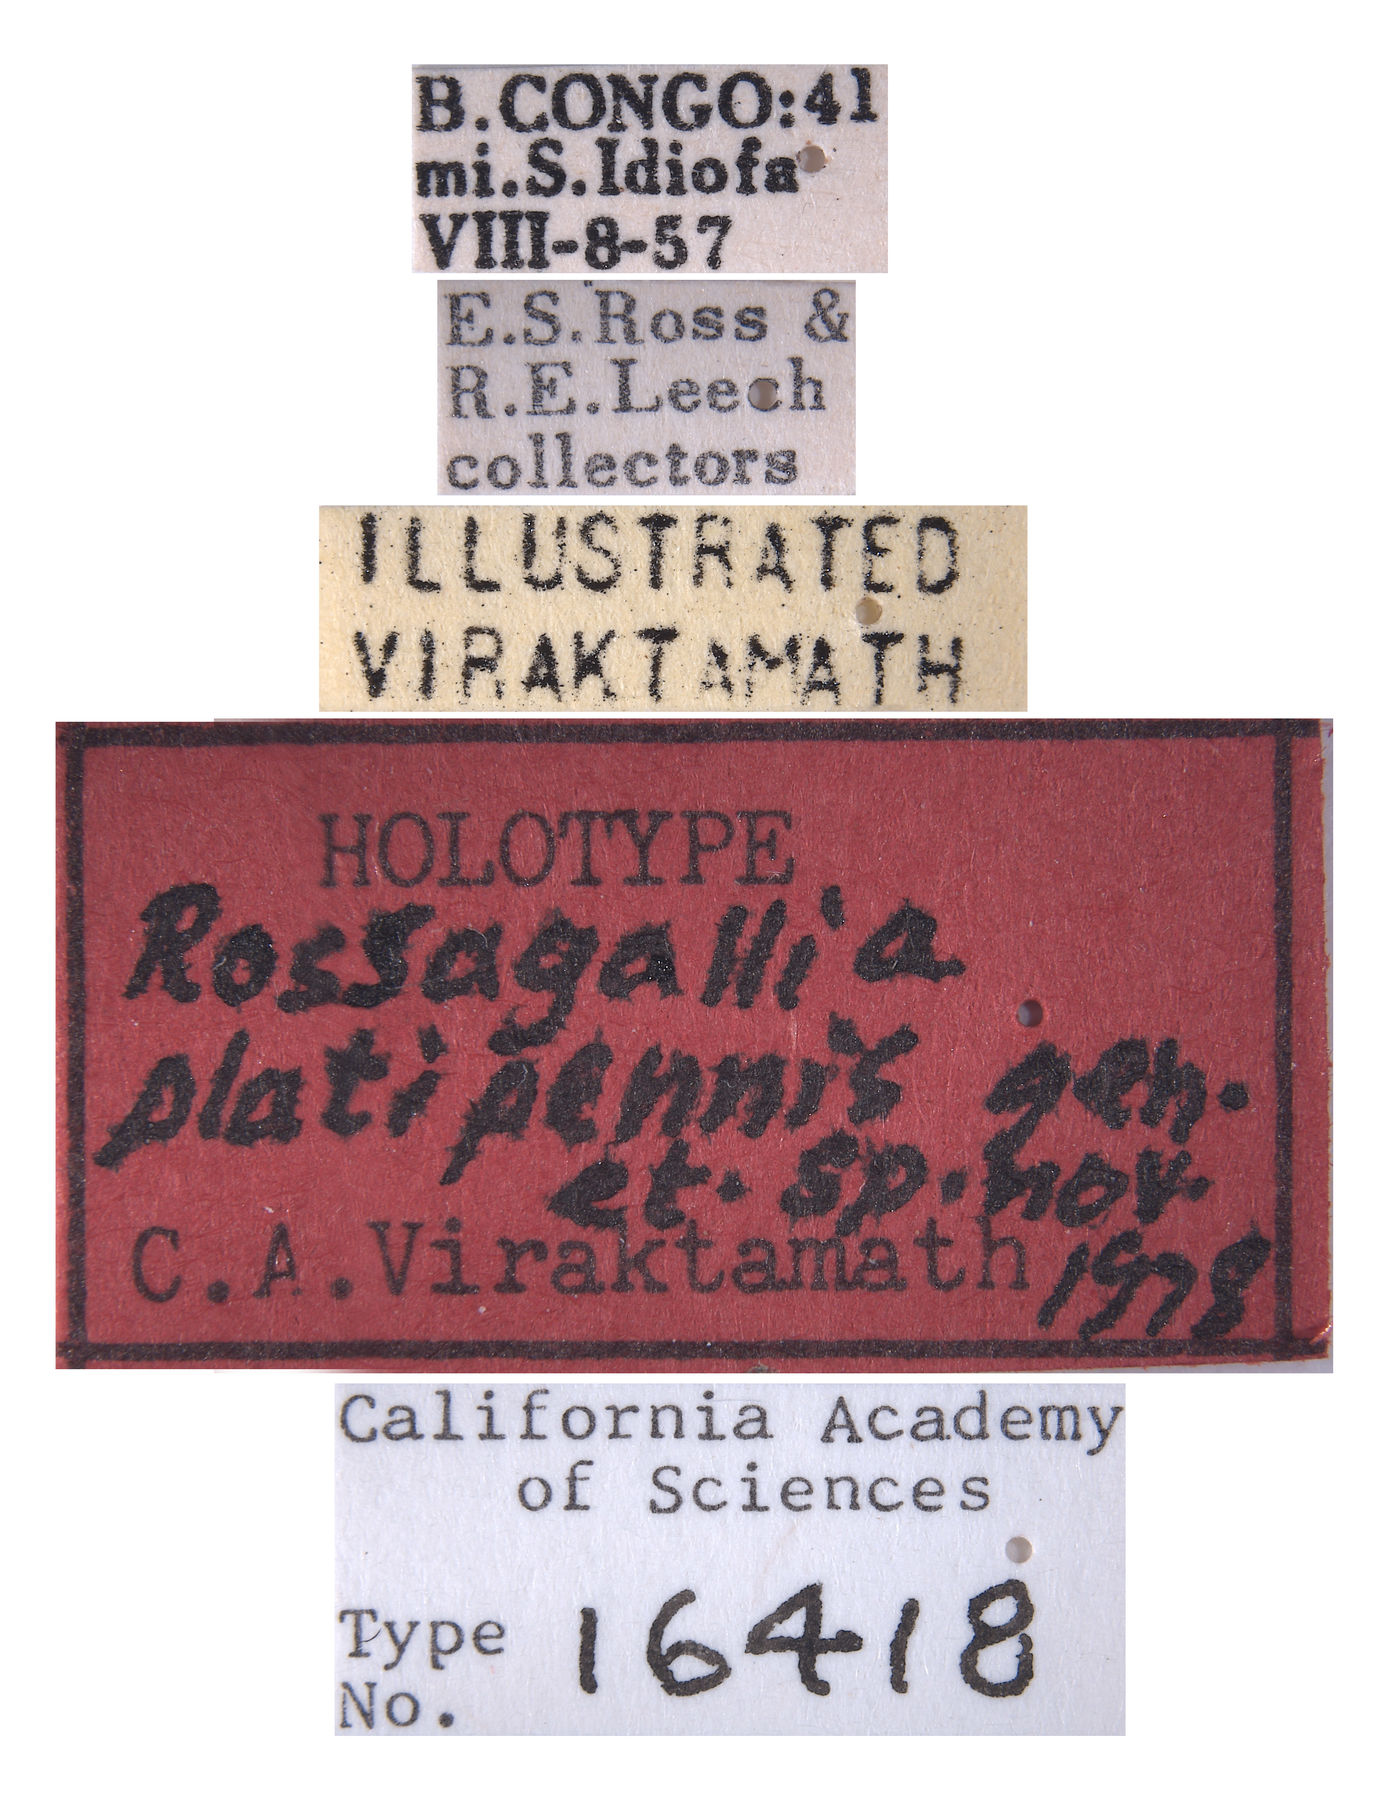 B. CONGO: 41
mi. S. Idiofa
VIII-8-57
E.S. Ross &
R.E. Leech
collectors
ILLUSTRATED
VIRAKTAMATH
HOLOTYPE
Rossagallia
platipennis gen.
et. sp. nov.
C.A. Viraktamath 1978
California Academy
of Sciences
Type 16418
No.